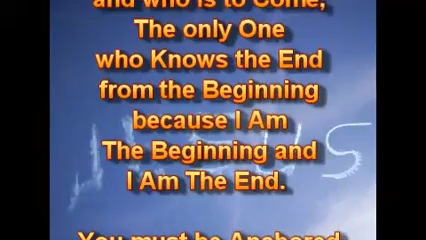 and who is to Come,
The only One
who Knows the End
from the Beginning
because I Am
The Beginning and
I Am The End.
You must be Anchored